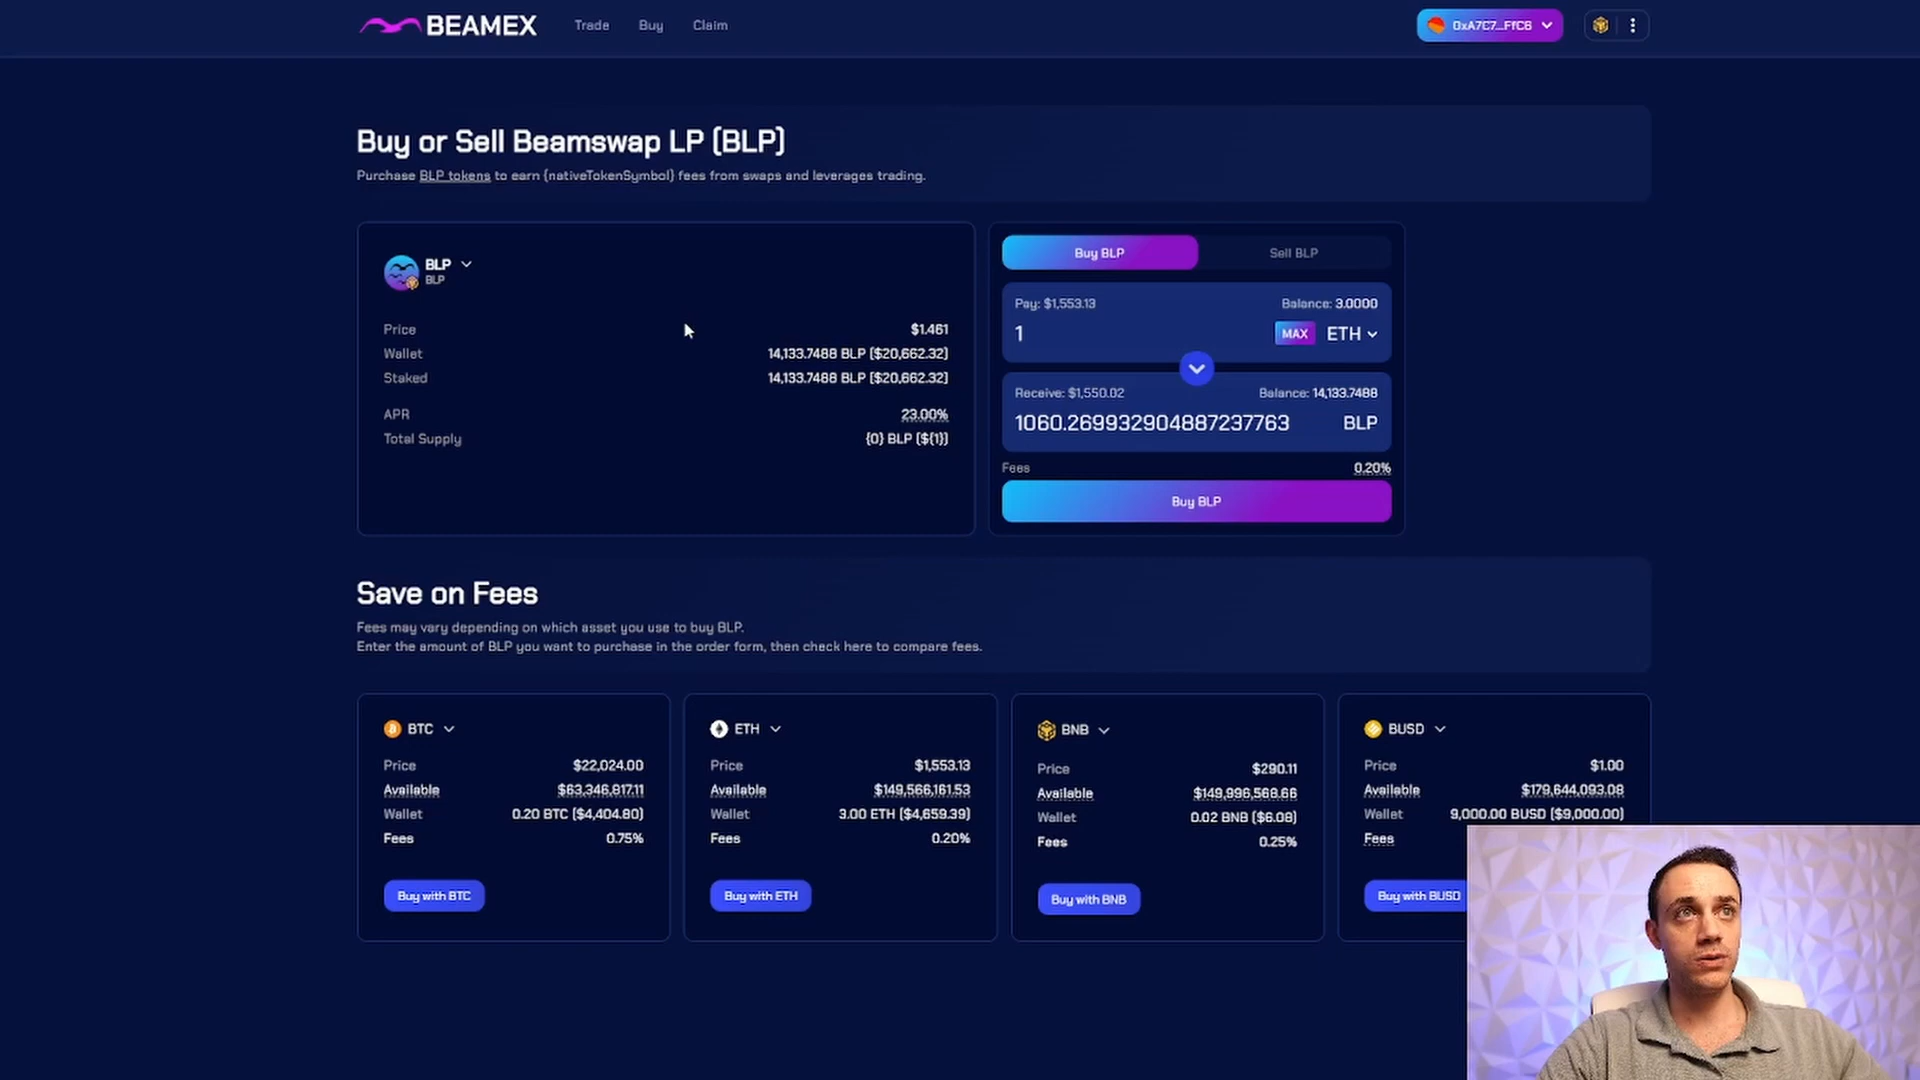 BEAMEX Trade Buy Claim 0xA7C7...FfC6
Buy or Sell Beamswap LP (BLP)
Purchase BLP tokens to earn {nativeTokenSymbol} fees from swaps and leverages trading.
BLP
BLP
Price $1.461
Wallet 14,133.7488 BLP ($20,662.32)
Staked 14,133.7488 BLP ($20,662.32)
APR 23.00%
Total Supply {0} BLP (${1})
Buy BLP Sell BLP
Pay: $1,553.13 Balance: 3.0000
1 MAX ETH
Receive: $1,550.02 Balance: 14,133.7488
1060.269932904887237763 BLP
Fees 0.20%
Buy BLP
Save on Fees
Fees may vary depending on which asset you use to buy BLP.
Enter the amount of BLP you want to purchase in the order form, then check here to compare fees.
BTC
Price $22,024.00
Available $63,346,817.11
Wallet 0.20 BTC ($4,404.80)
Fees 0.75%
Buy with BTC
ETH
Price $1,553.13
Available $149,566,161.53
Wallet 3.00 ETH ($4,659.39)
Fees 0.20%
Buy with ETH
BNB
Price $290.11
Available $149,996,568.66
Wallet 0.02 BNB ($6.08)
Fees 0.25%
Buy with BNB
BUSD
Price $1.00
Available $179,644,093.08
Wallet 9,000.00 BUSD ($9,000.00)
Fees
Buy with BUSD